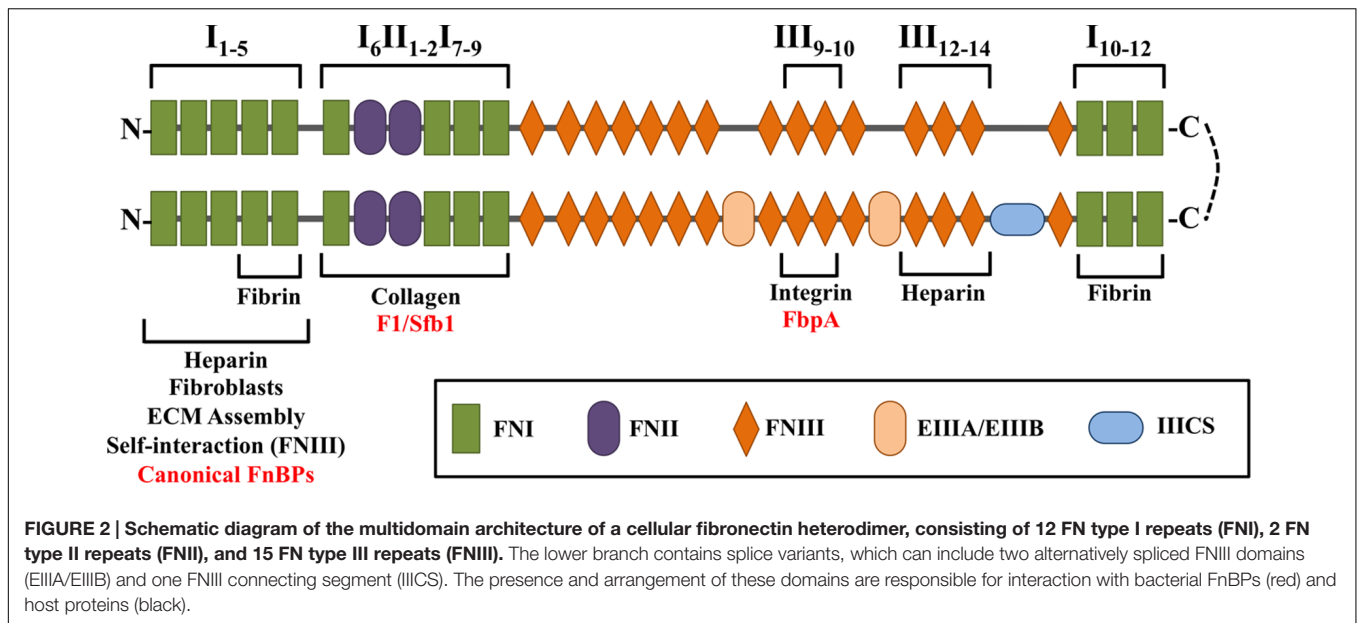 I₁₋₅ I₆II₁₋₂I₇₋₉ III₉₋₁₀ III₁₂₋₁₄ I₁₀₋₁₂
N- -C
N- -C
Fibrin Collagen Integrin Heparin Fibrin
F1/Sfb1 FbpA
Heparin
Fibroblasts
ECM Assembly
Self-interaction (FNIII)
Canonical FnBPs
FNI FNII FNIII EIIIA/EIIIB IIICS
FIGURE 2 | Schematic diagram of the multidomain architecture of a cellular fibronectin heterodimer, consisting of 12 FN type I repeats (FNI), 2 FN
type II repeats (FNII), and 15 FN type III repeats (FNIII). The lower branch contains splice variants, which can include two alternatively spliced FNIII domains
(EIIIA/EIIIB) and one FNIII connecting segment (IIICS). The presence and arrangement of these domains are responsible for interaction with bacterial FnBPs (red) and
host proteins (black).